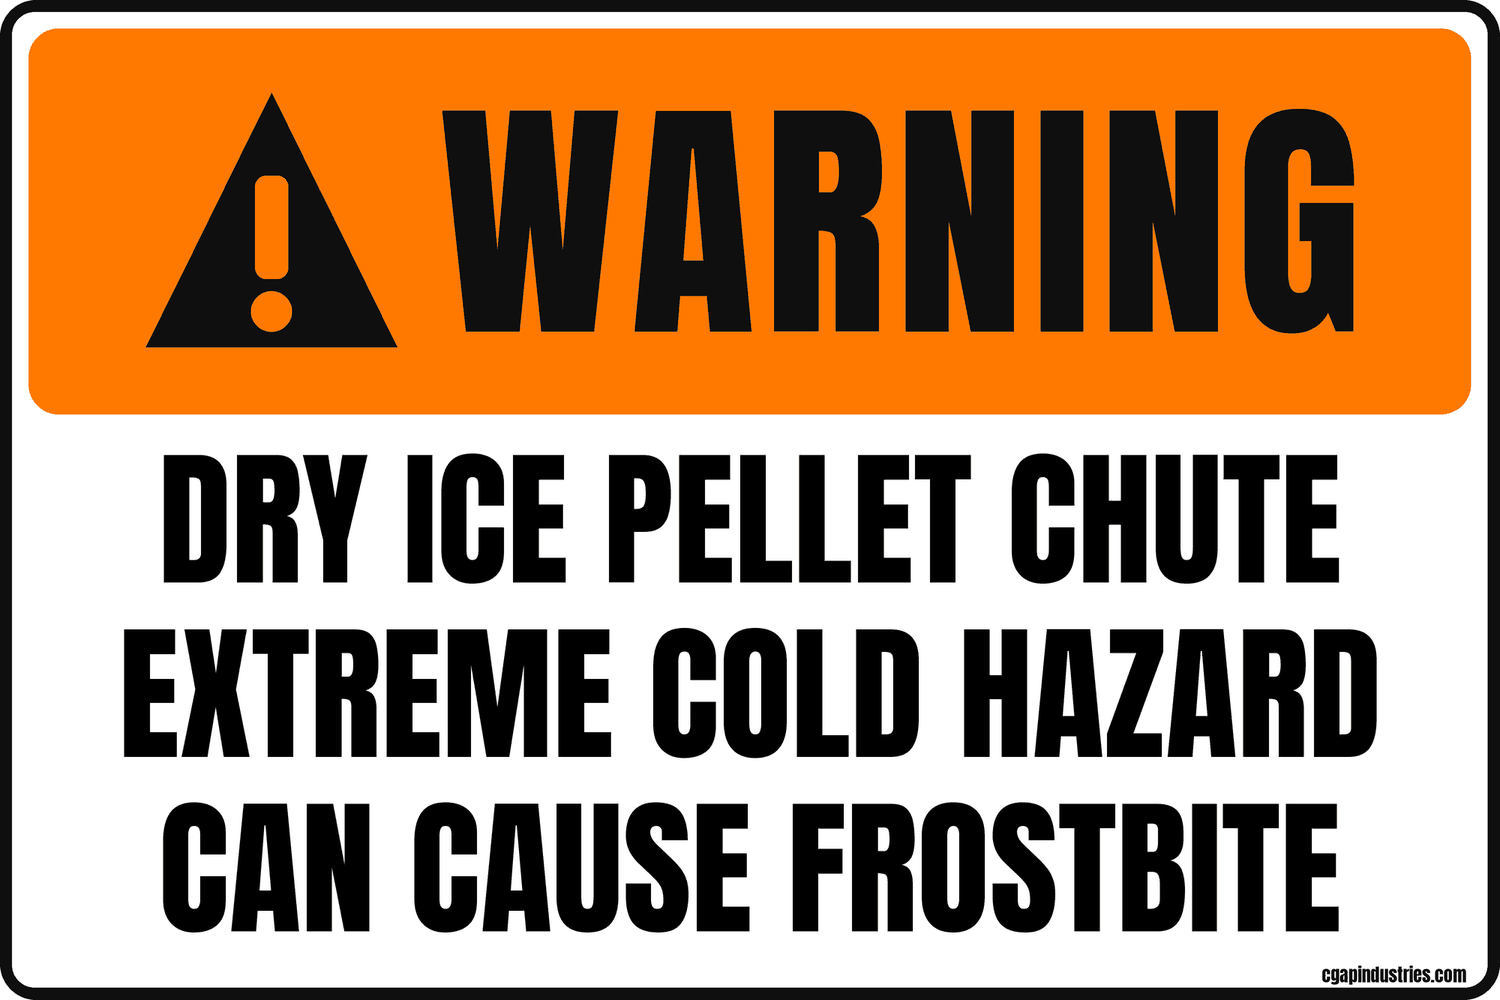 WARNING
DRY ICE PELLET CHUTE
EXTREME COLD HAZARD
CAN CAUSE FROSTBITE
cgapindustries.com